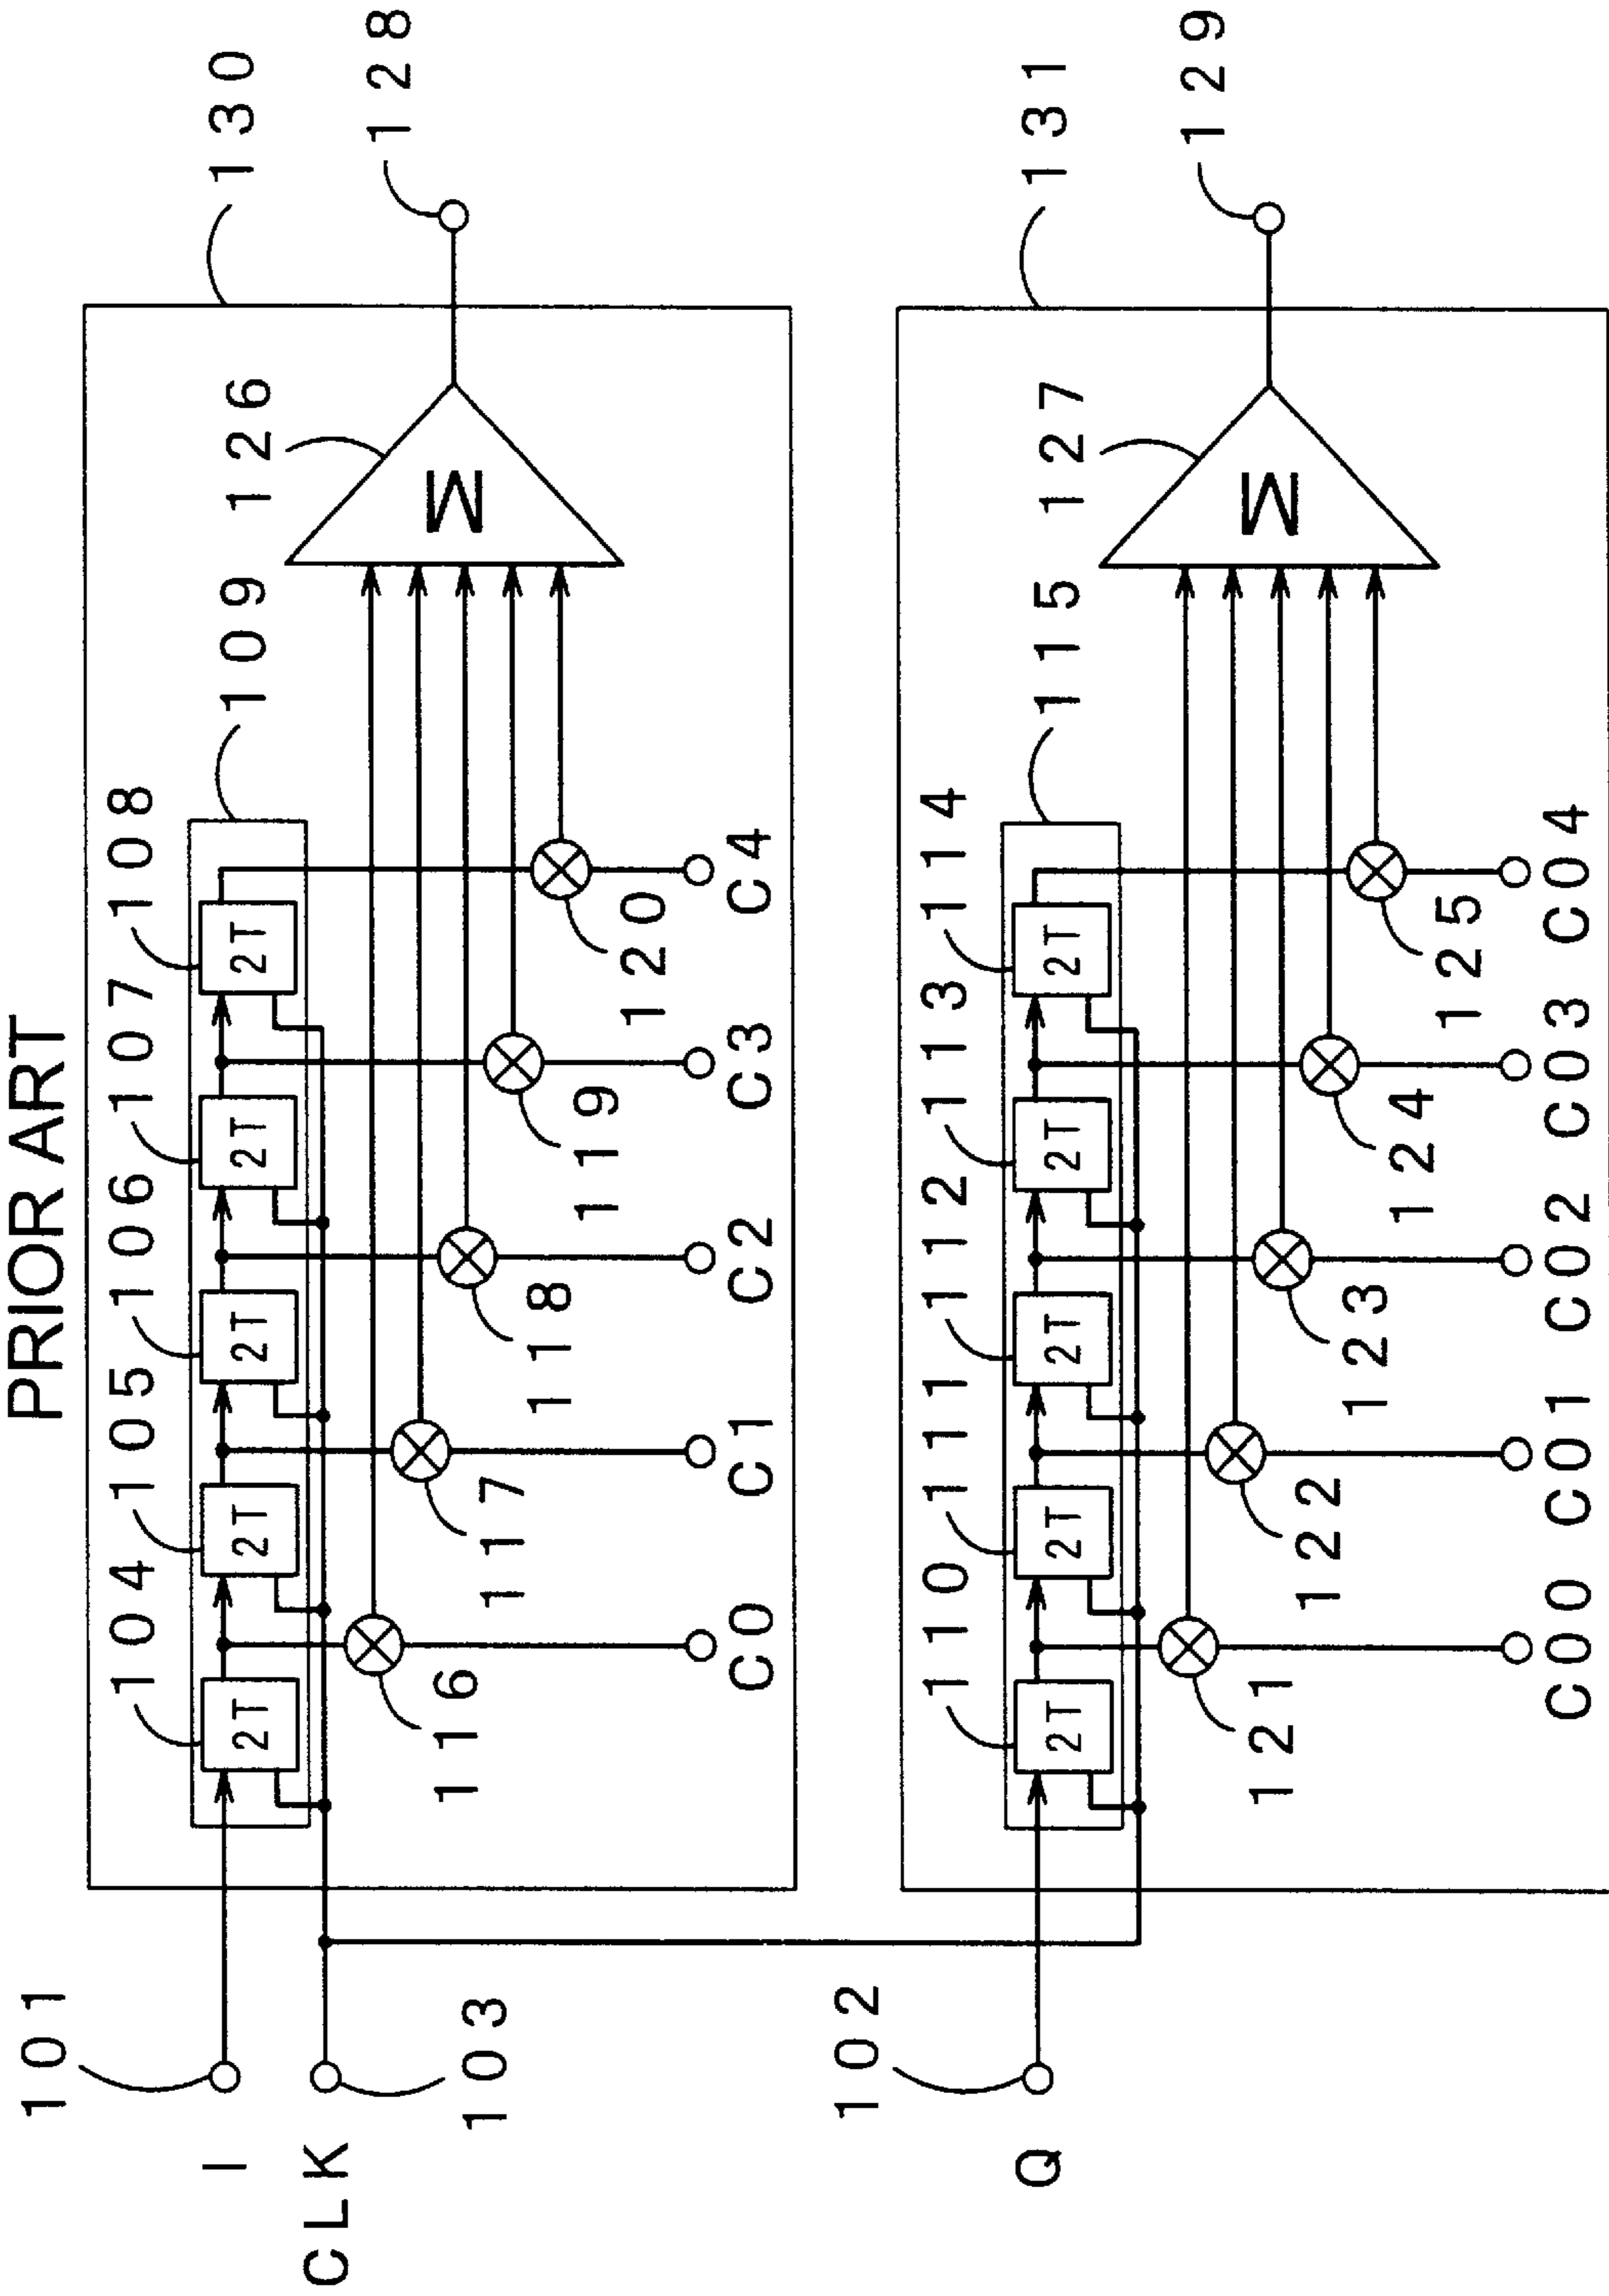 PRIOR ART
101
104 105 106 107 108
109
126
130
I
CLK
2T 2T 2T 2T 2T
M
128
103
116
117
118
119
120
C0 C1 C2 C3 C4
102
110 111 112 113 114
115
127
131
Q
2T 2T 2T 2T 2T
M
129
121
122
123
124
125
C00 C01 C02 C03 C04